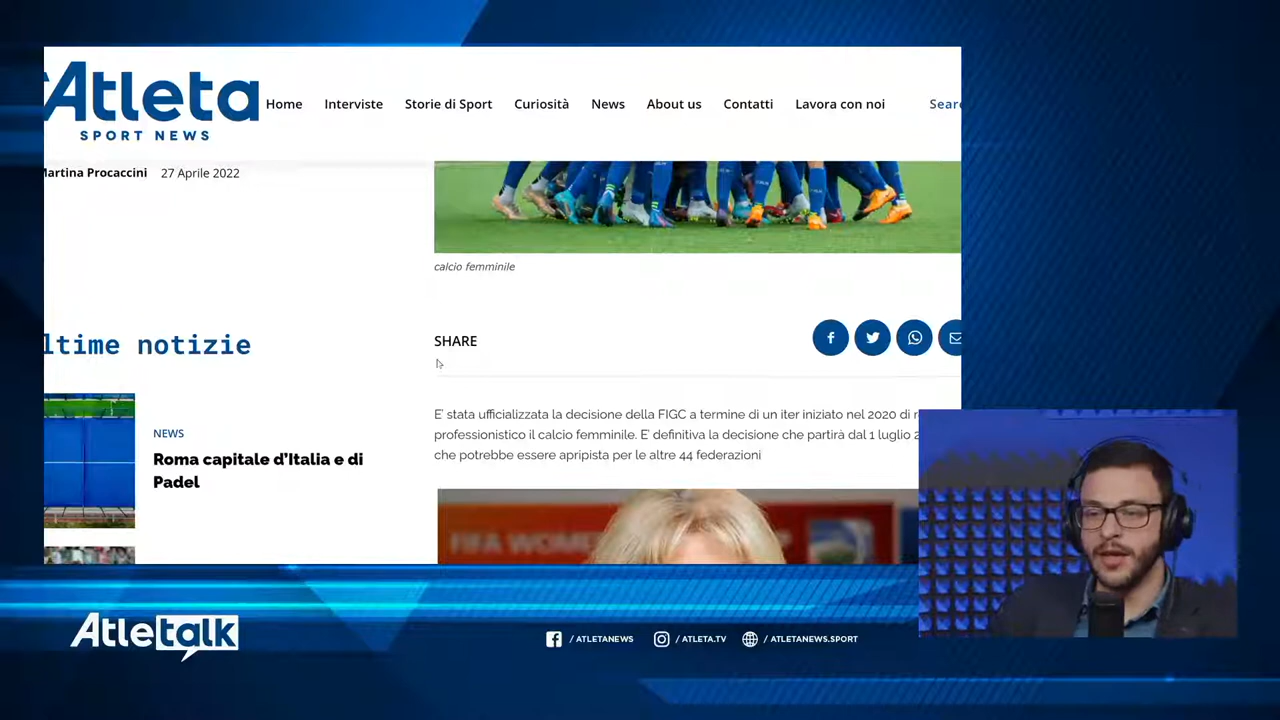 Atleta
SPORT NEWS
Home Interviste Storie di Sport Curiosità News About us Contatti Lavora con noi
Procaccini 27 Aprile 2022
calcio femminile
notizie
SHARE
NEWS
Roma capitale d'Italia e di
Padel
E' stata ufficializzata la decisione della FIGC a termine di un iter iniziato nel 2020 di
professionistico il calcio femminile. E' definitiva la decisione che partirà dal 1 luglio
che potrebbe essere apripista per le altre 44 federazioni
FIFA
Atletalk
/ ATLETANEWS / ATLETA.TV / ATLETANEWS.SPORT